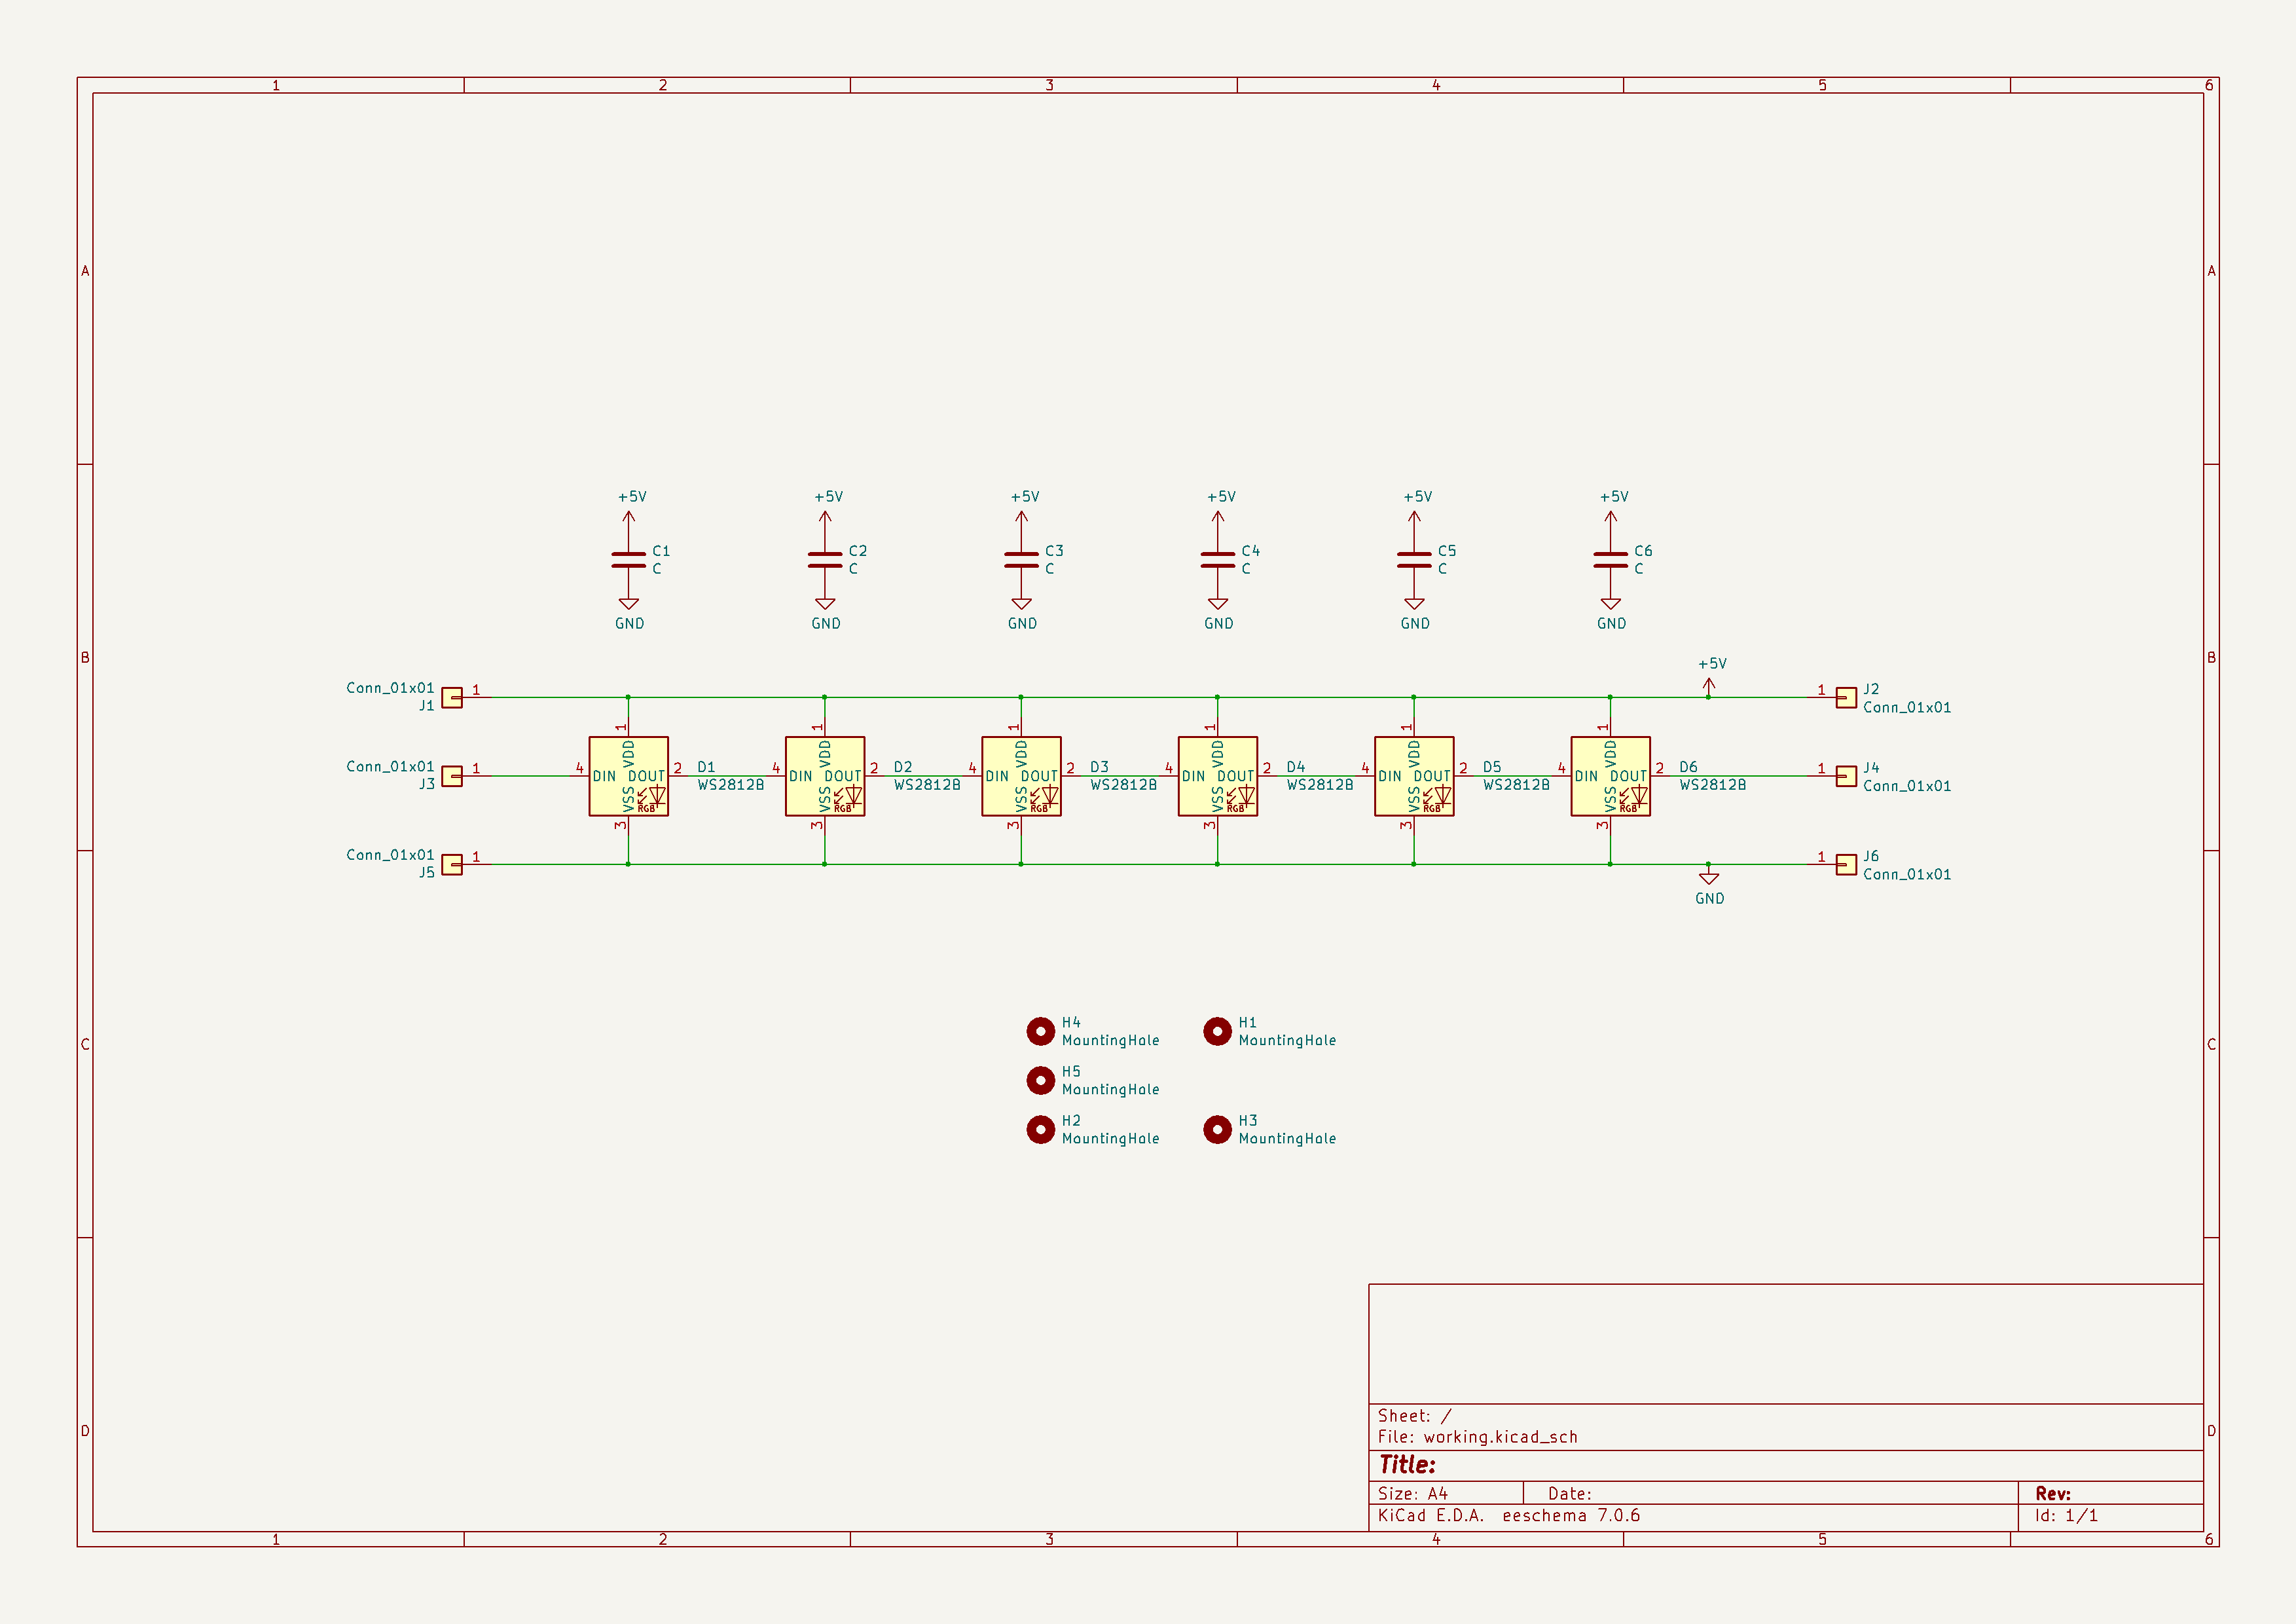 1 2 3 4 5 6
A A
+5V +5V +5V +5V +5V +5V
C1 C2 C3 C4 C5 C6
C C C C C C
GND GND GND GND GND GND
B B
+5V
Conn_01x01 1 1 J2
J1 Conn_01x01
1 1 1 1 1 1
VDD VDD VDD VDD VDD VDD
Conn_01x01 1 4 DIN DOUT 2 D1 4 DIN DOUT 2 D2 4 DIN DOUT 2 D3 4 DIN DOUT 2 D4 4 DIN DOUT 2 D5 4 DIN DOUT 2 D6 1 J4
J3 WS2812B WS2812B WS2812B WS2812B WS2812B WS2812B Conn_01x01
VSS RGB VSS RGB VSS RGB VSS RGB VSS RGB VSS RGB
3 3 3 3 3 3
Conn_01x01 1 1 J6
J5 Conn_01x01
GND
H4 H1
MountingHole MountingHole
C C
H5
MountingHole
H2 H3
MountingHole MountingHole
Sheet: /
File: working.kicad_sch
D D
Title:
Size: A4 Date: Rev:
KiCad E.D.A. eeschema 7.0.6 Id: 1/1
1 2 3 4 5 6